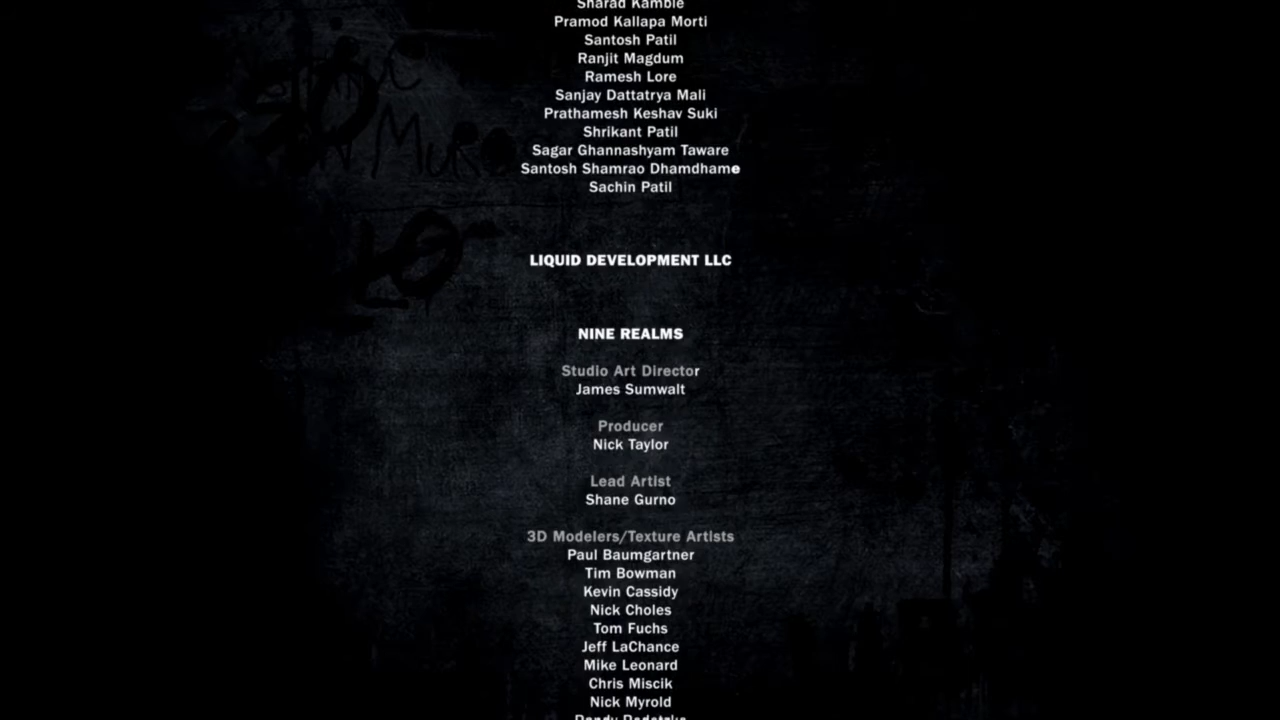 Sharad Kamble
Pramod Kallapa Morti
Santosh Patil
Ranjit Magdum
Ramesh Lore
Sanjay Dattatrya Mali
Prathamesh Keshav Suki
Shrikant Patil
Sagar Ghannashyam Taware
Santosh Shamrao Dhamdhame
Sachin Patil
LIQUID DEVELOPMENT LLC
NINE REALMS
Studio Art Director
James Sumwalt
Producer
Nick Taylor
Lead Artist
Shane Gurno
3D Modelers/Texture Artists
Paul Baumgartner
Tim Bowman
Kevin Cassidy
Nick Choles
Tom Fuchs
Jeff LaChance
Mike Leonard
Chris Miscik
Nick Myrold